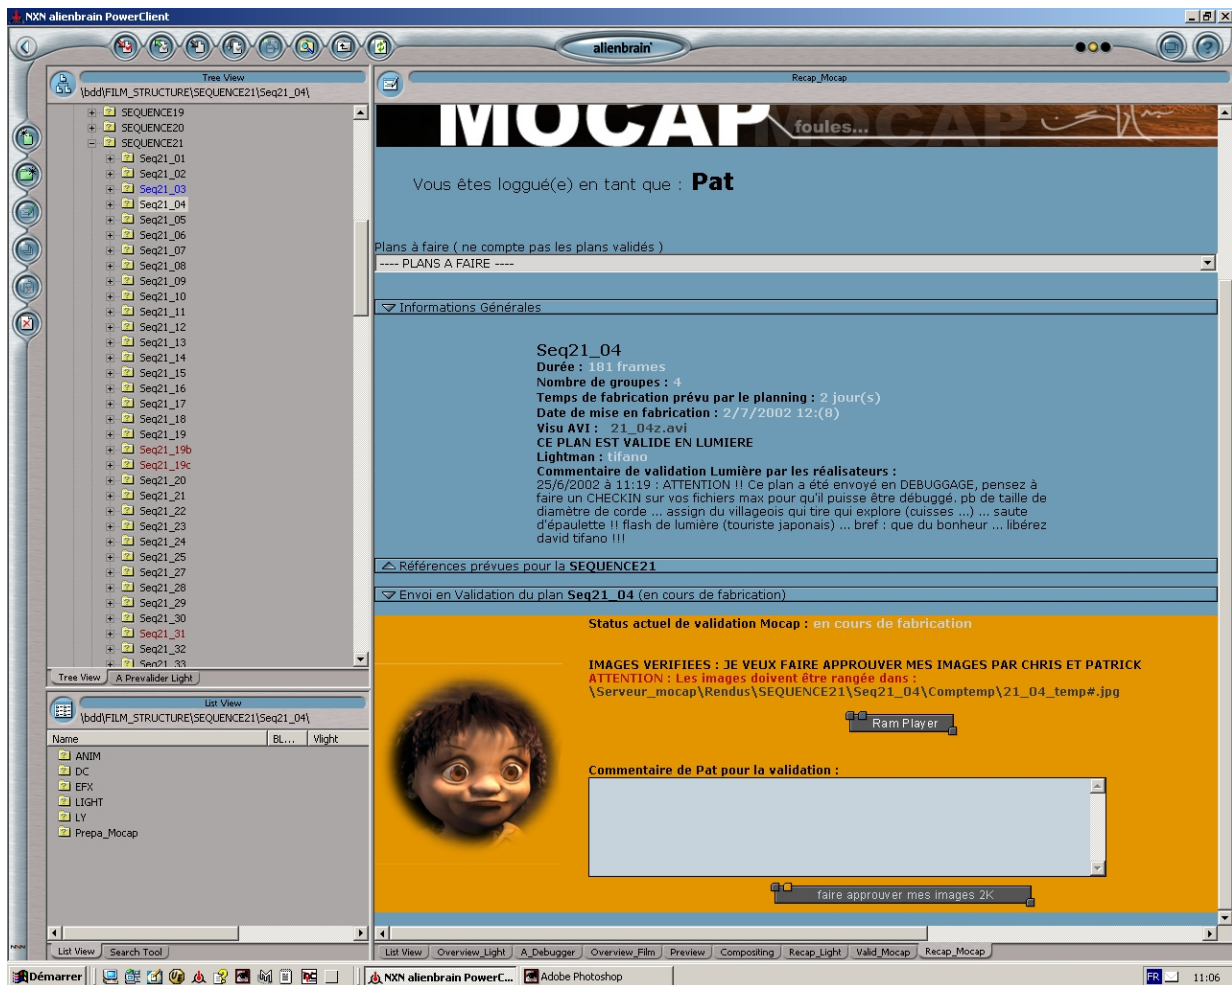 NXN alienbrain PowerClient
alienbrain
Tree View
\bdd\FILM_STRUCTURE\SEQUENCE21\Seq21_04\
SEQUENCE19
SEQUENCE20
SEQUENCE21
Seq21_01
Seq21_02
Seq21_03
Seq21_04
Seq21_05
Seq21_06
Seq21_07
Seq21_08
Seq21_09
Seq21_10
Seq21_11
Seq21_12
Seq21_13
Seq21_14
Seq21_15
Seq21_16
Seq21_17
Seq21_18
Seq21_19
Seq21_19b
Seq21_19c
Seq21_20
Seq21_21
Seq21_22
Seq21_23
Seq21_24
Seq21_25
Seq21_27
Seq21_28
Seq21_29
Seq21_30
Seq21_31
Seq21_32
Seq21_33
Tree View A Prevalider Light
List View
\bdd\FILM_STRUCTURE\SEQUENCE21\Seq21_04\
Name BL... Vlight
ANIM
DC
EFX
LIGHT
LY
Prepa_Mocap
List View Search Tool
Recap_Mocap
MOCAP foules... MOCAP
Vous êtes loggué(e) en tant que : Pat
Plans à faire ( ne compte pas les plans validés )
---- PLANS A FAIRE ----
Informations Générales
Seq21_04
Durée : 181 frames
Nombre de groupes : 4
Temps de fabrication prévu par le planning : 2 jour(s)
Date de mise en fabrication : 2/7/2002 12:(8)
Visu AVI : 21_04z.avi
CE PLAN EST VALIDE EN LUMIERE
Lightman : tifano
Commentaire de validation Lumière par les réalisateurs :
25/6/2002 à 11:19 : ATTENTION !! Ce plan a été envoyé en DEBUGGAGE, pensez à
faire un CHECKIN sur vos fichiers max pour qu'il puisse être débuggé. pb de taille de
diamètre de corde ... assign du villageois qui tire qui explore (cuisses ...) ... saute
d'épaulette !! flash de lumière (touriste japonais) ... bref : que du bonheur ... libérez
david tifano !!!
Références prévues pour la SEQUENCE21
Envoi en Validation du plan Seq21_04 (en cours de fabrication)
Status actuel de validation Mocap : en cours de fabrication
IMAGES VERIFIEES : JE VEUX FAIRE APPROUVER MES IMAGES PAR CHRIS ET PATRICK
ATTENTION : Les images doivent être rangée dans :
\Serveur_mocap\Rendus\SEQUENCE21\Seq21_04\Comptemp\21_04_temp#.jpg
Ram Player
Commentaire de Pat pour la validation :
faire approuver mes images 2K
List View Overview_Light A_Debugger Overview_Film Preview Compositing Recap_Light Valid_Mocap Recap_Mocap
Démarrer NXN alienbrain PowerC... Adobe Photoshop FR 11:06